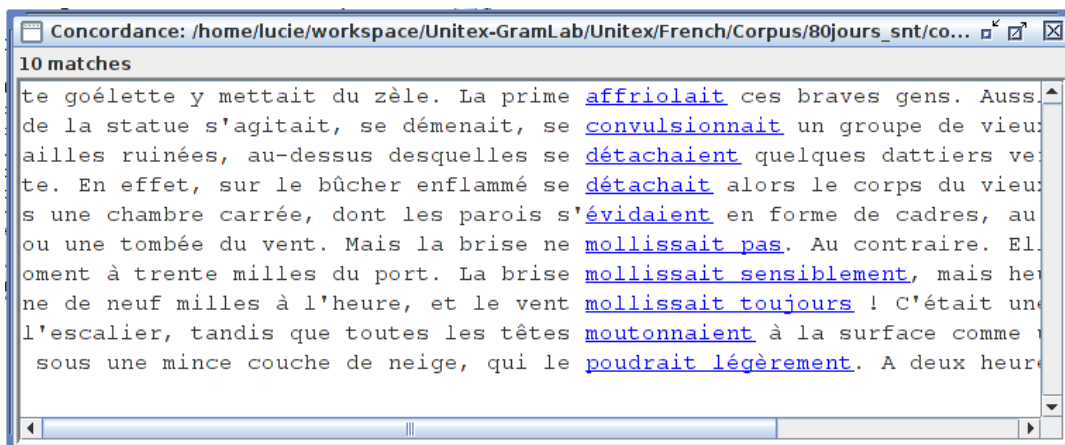 Concordance: /home/lucie/workspace/Unitex-GramLab/Unitex/French/Corpus/80jours_snt/co...
10 matches
te goélette y mettait du zèle. La prime affriolait ces braves gens. Auss
de la statue s'agitait, se démenait, se convulsionnait un groupe de vieu
ailles ruinées, au-dessus desquelles se détachaient quelques dattiers ve
te. En effet, sur le bûcher enflammé se détachait alors le corps du vieu
s une chambre carrée, dont les parois s'évidaient en forme de cadres, au
ou une tombée du vent. Mais la brise ne mollissait pas. Au contraire. El
oment à trente milles du port. La brise mollissait sensiblement, mais heu
ne de neuf milles à l'heure, et le vent mollissait toujours ! C'était une
l'escalier, tandis que toutes les têtes moutonnaient à la surface comme
sous une mince couche de neige, qui le poudrait légèrement. A deux heure